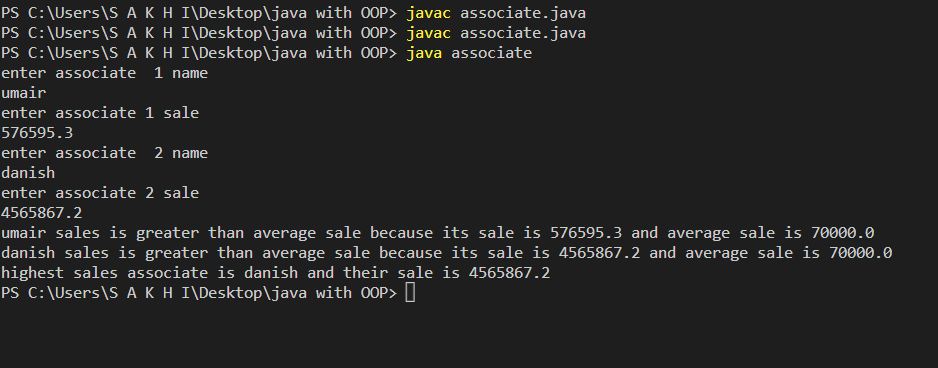 PS C:\Users\S A K H I\Desktop\java with OOP> javac associate.java
PS C:\Users\S A K H I\Desktop\java with OOP> javac associate.java
PS C:\Users\S A K H I\Desktop\java with OOP> java associate
enter associate  1 name
umair
enter associate 1 sale
576595.3
enter associate  2 name
danish
enter associate 2 sale
4565867.2
umair sales is greater than average sale because its sale is 576595.3 and average sale is 70000.0
danish sales is greater than average sale because its sale is 4565867.2 and average sale is 70000.0
highest sales associate is danish and their sale is 4565867.2
PS C:\Users\S A K H I\Desktop\java with OOP>